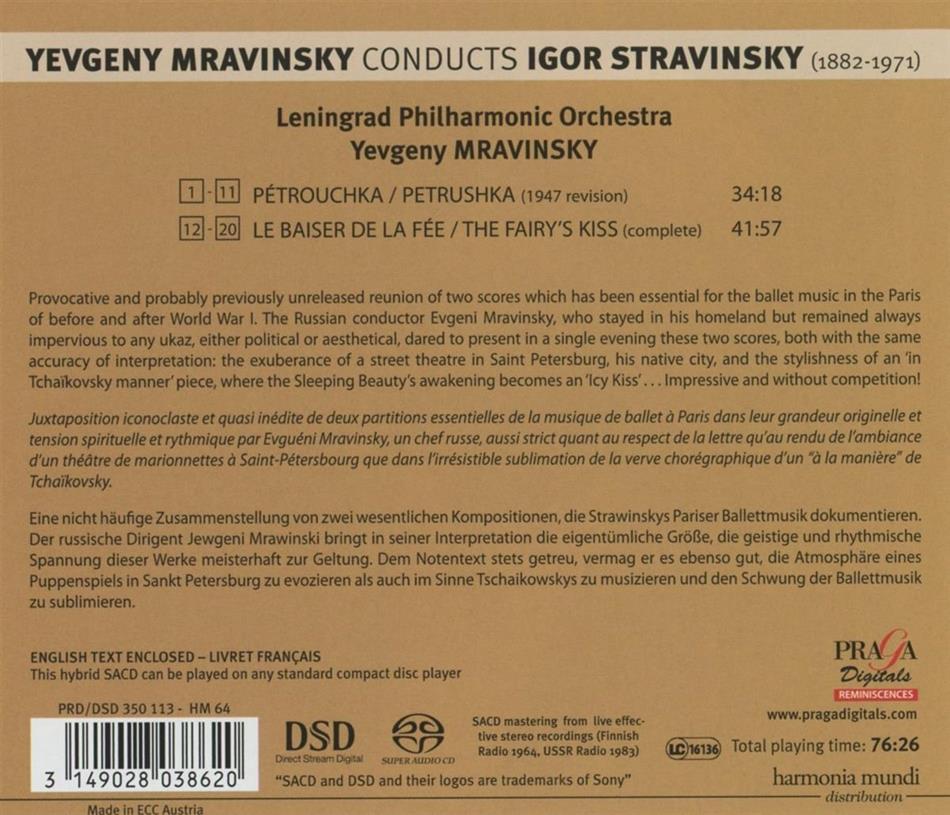 YEVGENY MRAVINSKY CONDUCTS IGOR STRAVINSKY (1882-1971)
Leningrad Philharmonic Orchestra
Yevgeny MRAVINSKY
1 - 11 PÉTROUCHKA / PETRUSHKA (1947 revision) 34:18
12 - 20 LE BAISER DE LA FÉE / THE FAIRY'S KISS (complete) 41:57
Provocative and probably previously unreleased reunion of two scores which has been essential for the ballet music in the Paris
of before and after World War I. The Russian conductor Evgeni Mravinsky, who stayed in his homeland but remained always
impervious to any ukaz, either political or aesthetical, dared to present in a single evening these two scores, both with the same
accuracy of interpretation: the exuberance of a street theatre in Saint Petersburg, his native city, and the stylishness of an 'in
Tchaïkovsky manner' piece, where the Sleeping Beauty's awakening becomes an 'Icy Kiss'... Impressive and without competition!
Juxtaposition iconoclaste et quasi inédite de deux partitions essentielles de la musique de ballet à Paris dans leur grandeur originelle et
tension spirituelle et rythmique par Evguéni Mravinsky, un chef russe, aussi strict quant au respect de la lettre qu'au rendu de l'ambiance
d'un théâtre de marionnettes à Saint-Pétersbourg que dans l'irrésistible sublimation de la verve chorégraphique d'un "à la manière" de
Tchaïkovsky.
Eine nicht häufige Zusammenstellung von zwei wesentlichen Kompositionen, die Strawinskys Pariser Ballettmusik dokumentieren.
Der russische Dirigent Jewgeni Mrawinski bringt in seiner Interpretation die eigentümliche Größe, die geistige und rhythmische
Spannung dieser Werke meisterhaft zur Geltung. Dem Notentext stets getreu, vermag er es ebenso gut, die Atmosphäre eines
Puppenspiels in Sankt Petersburg zu evozieren als auch im Sinne Tschaikowskys zu musizieren und den Schwung der Ballettmusik
zu sublimieren.
ENGLISH TEXT ENCLOSED – LIVRET FRANÇAIS
This hybrid SACD can be played on any standard compact disc player
PRAGA
Digitals
REMINISCENCES
www.pragadigitals.com
PRD/DSD 350 113 - HM 64
3 149028 038620
DSD
Direct Stream Digital
SUPER AUDIO CD
SACD mastering from live effec-
tive stereo recordings (Finnish
Radio 1964, USSR Radio 1983)
LC 16136
Total playing time: 76:26
"SACD and DSD and their logos are trademarks of Sony"
harmonia mundi
distribution
Made in ECC Austria